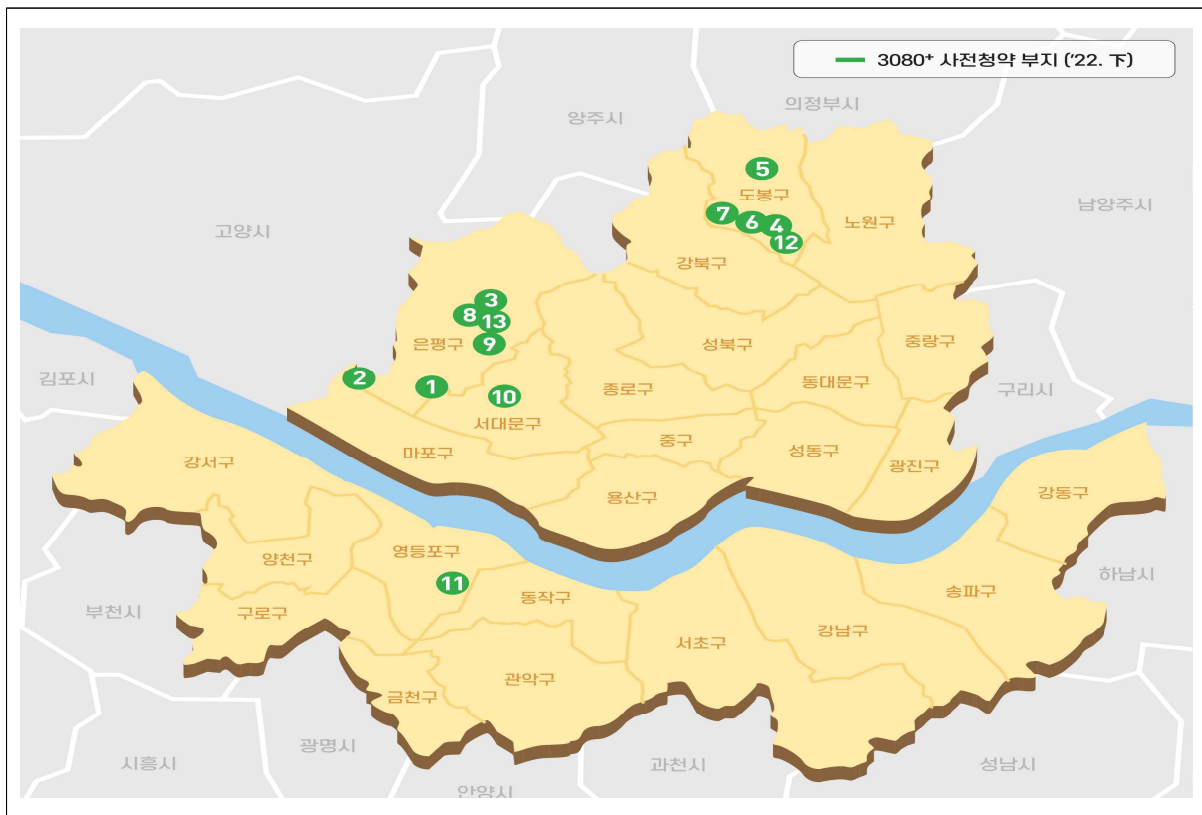 3080⁺ 사전청약 부지 ('22. 下)
의정부시
양주시
5
도봉구
남양주시
7
6
4
노원구
고양시
12
강북구
3
8
13
은평구
9
성북구
중랑구
김포시
2
1
10
종로구
동대문구
구리시
서대문구
마포구
중구
성동구
광진구
강서구
용산구
강동구
영등포구
양천구
11
하남시
부천시
구로구
동작구
송파구
서초구
강남구
관악구
금천구
광명시
시흥시
과천시
성남시
안양시